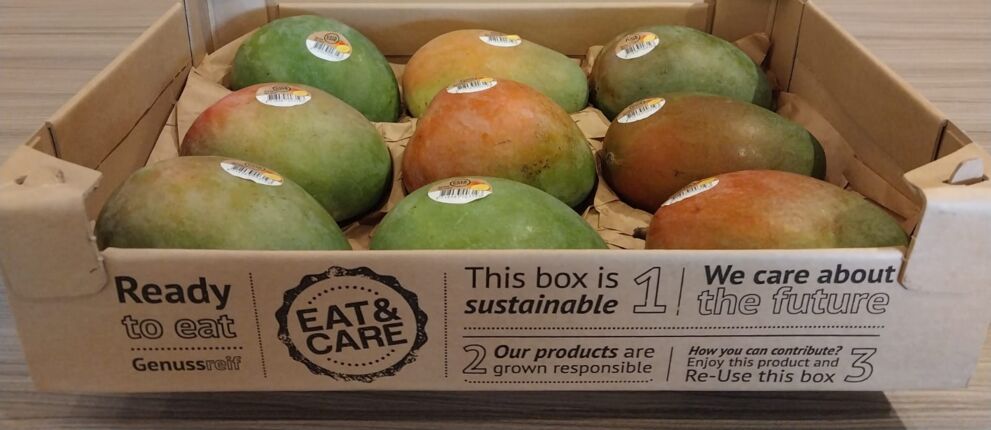 Ready
to eat
Genussreif
EAT&
CARE
This box is
sustainable
1
We care about
the future
2
Our products are
grown responsible
How you can contribute?
Enjoy this product and
Re-Use this box
3